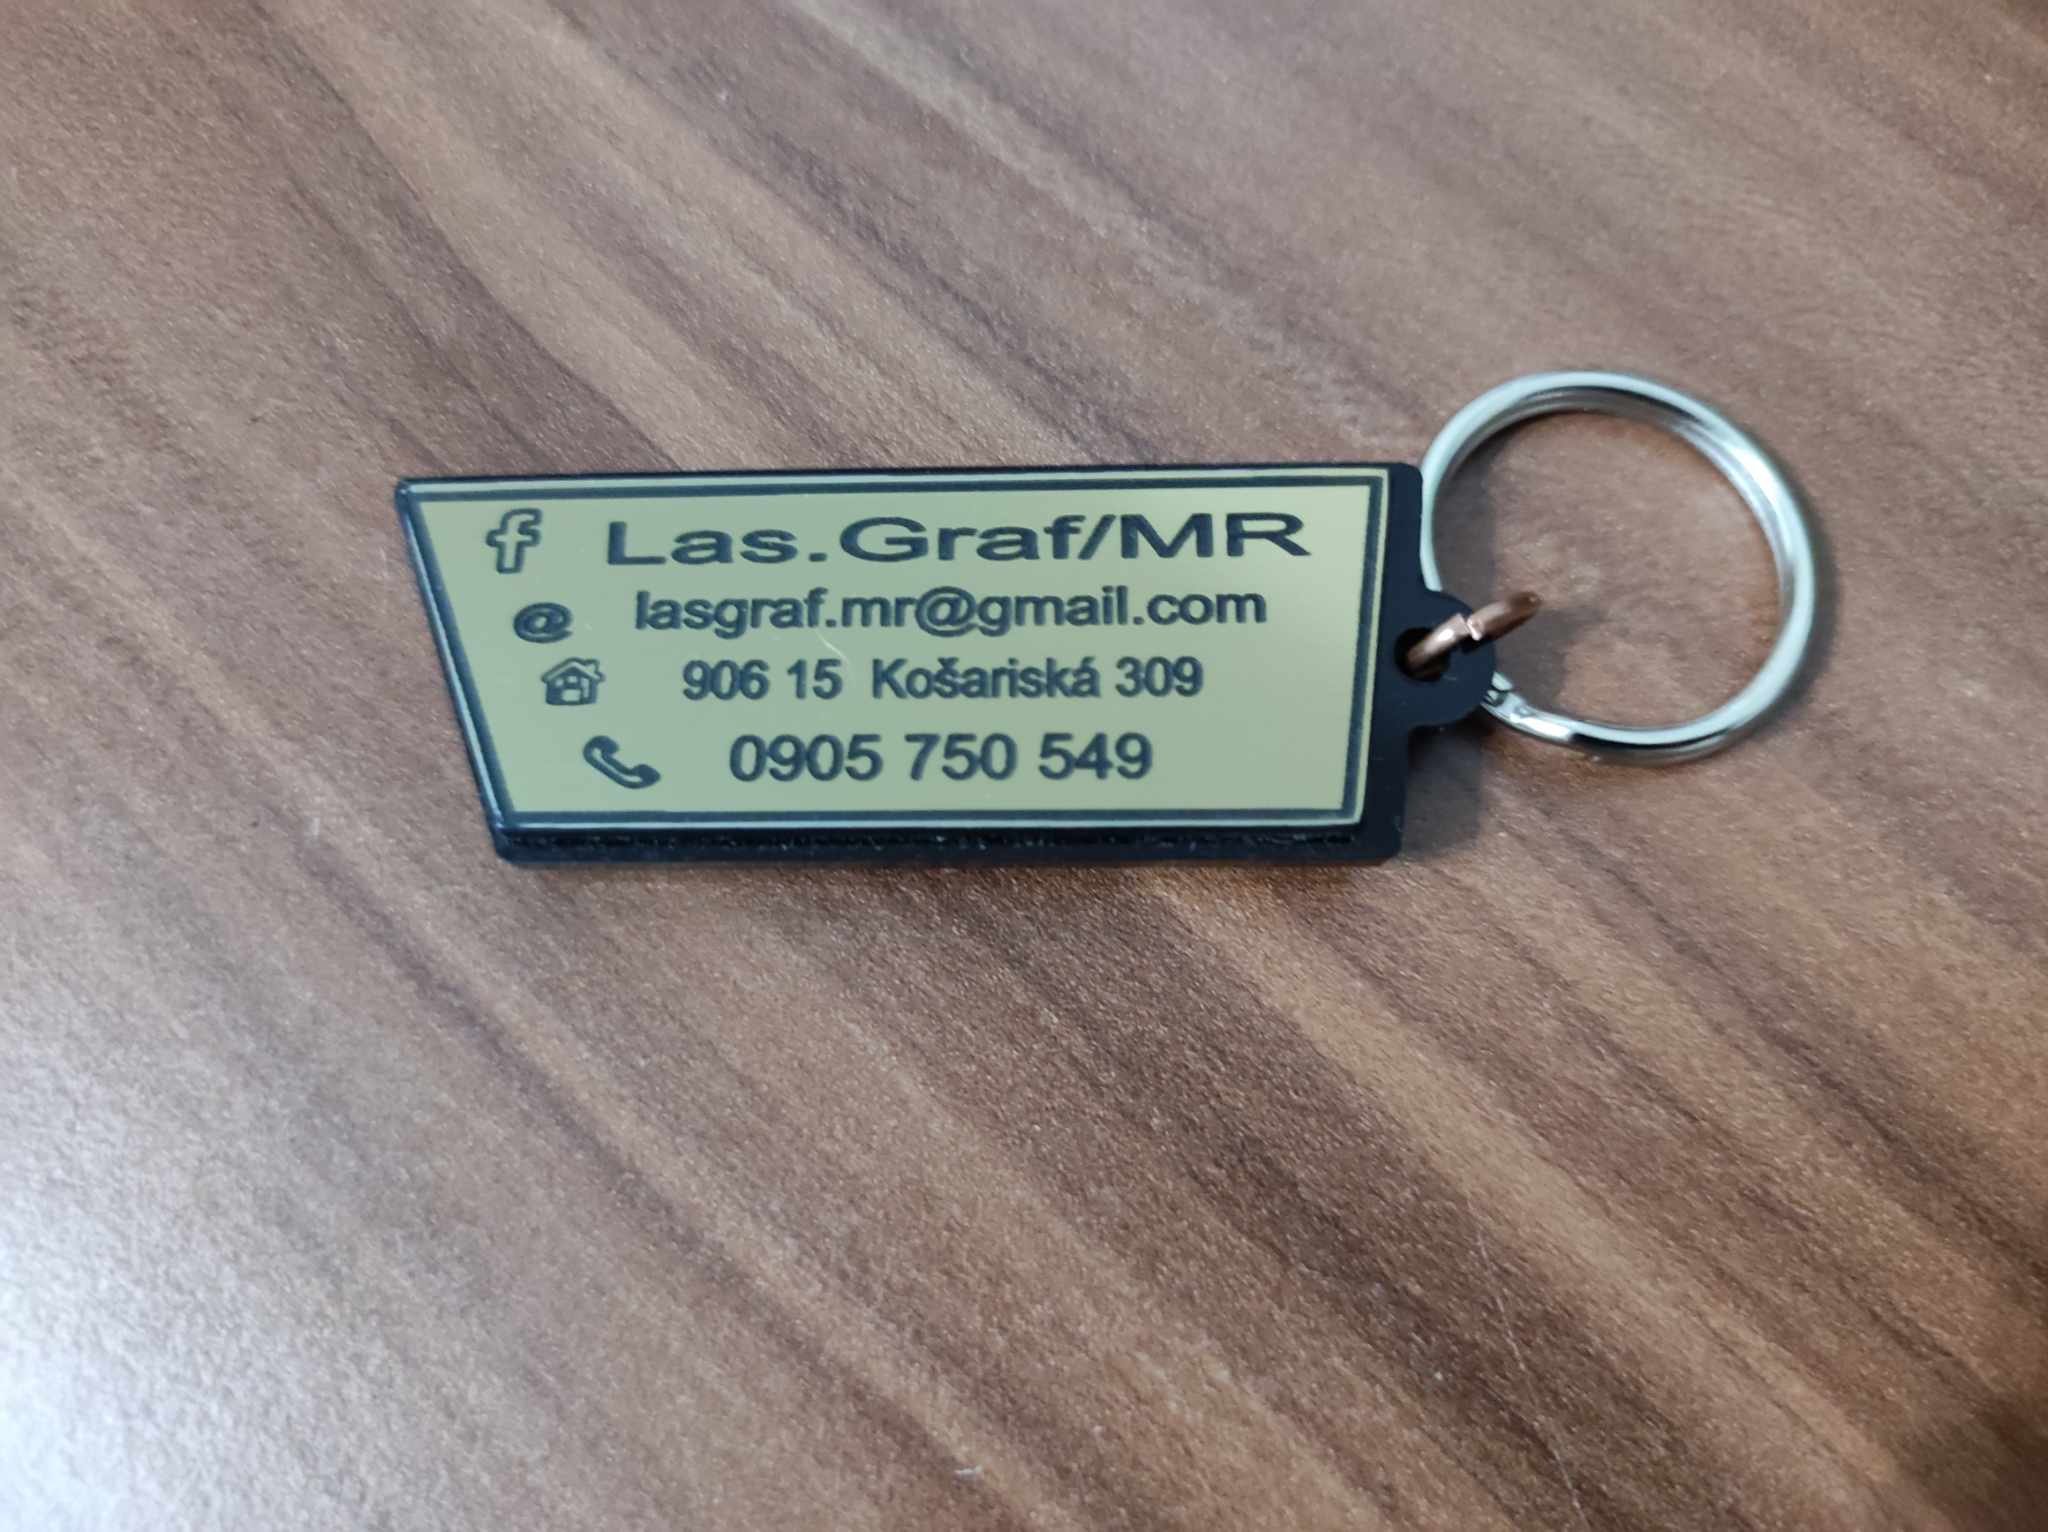 f Las.Graf/MR
@ lasgraf.mr@gmail.com
906 15 Košariská 309
0905 750 549